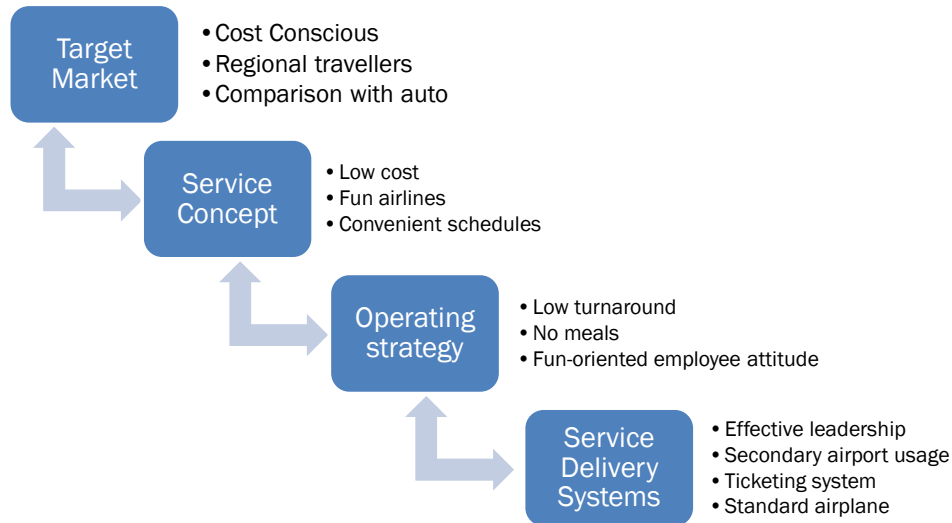 Target
Market
• Cost Conscious
• Regional travellers
• Comparison with auto
Service
Concept
• Low cost
• Fun airlines
• Convenient schedules
Operating
strategy
• Low turnaround
• No meals
• Fun-oriented employee attitude
Service
Delivery
Systems
• Effective leadership
• Secondary airport usage
• Ticketing system
• Standard airplane